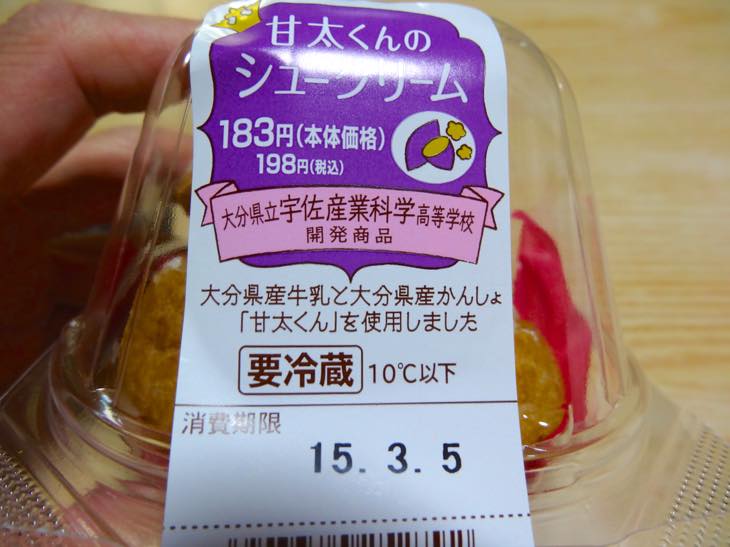 甘太くんの
シュークリーム
183円(本体価格)
198円(税込)
大分県立宇佐産業科学高等学校
開発商品
大分県産牛乳と大分県産かんしょ
「甘太くん」を使用しました
要冷蔵 10℃以下
消費期限
15. 3. 5